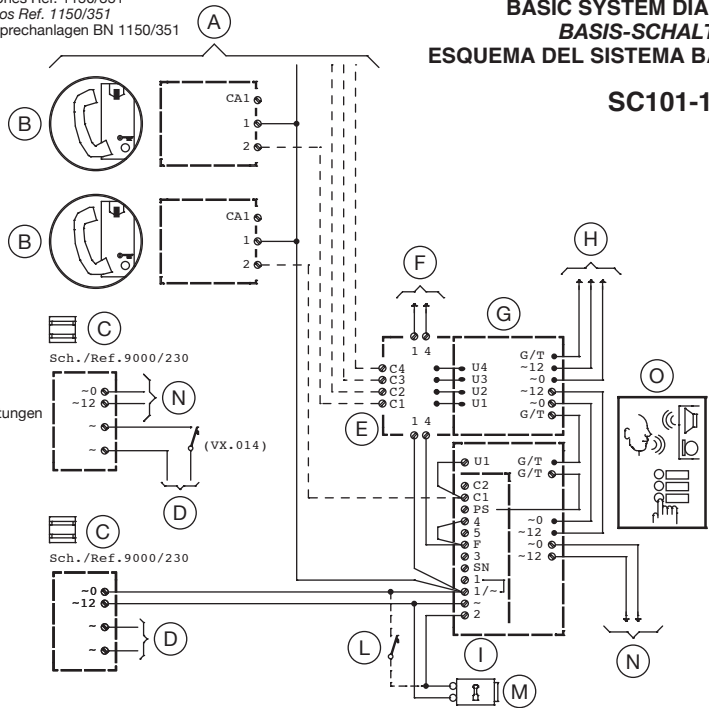 1150/351
os Ref. 1150/351
prechanlagen BN 1150/351
BASIC SYSTEM DIA
BASIS-SCHALT
ESQUEMA DEL SISTEMA BA
SC101-1
A
B
CA1
1
2
B
CA1
1
2
C
Sch./Ref.9000/230
~0
~12
N
~
~
(VX.014)
D
tungen
C
Sch./Ref.9000/230
~0
~12
~
~
D
F
1 4
C4
C3
C2
C1
E
1 4
G
U4
U3
U2
U1
G/T
~12
~0
~12
~0
G/T
H
O
U1
C2
C1
PS
4
5
F
3
SN
1
1/~
~
2
G/T
G/T
~0
~12
~0
~12
N
I
L
M